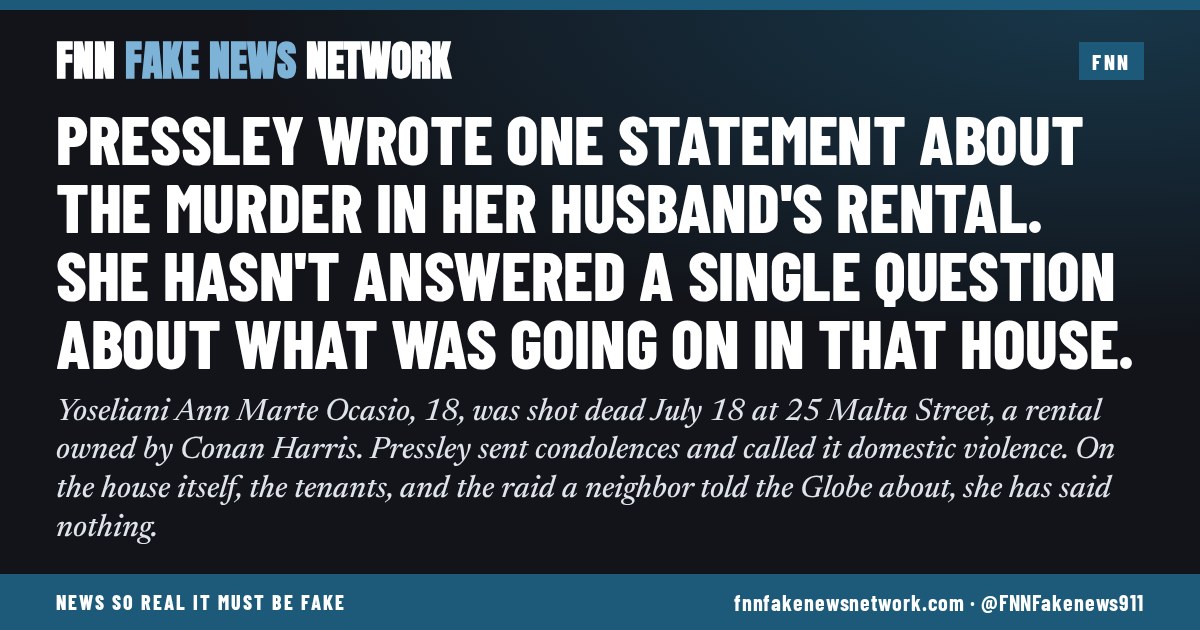 FNN FAKE NEWS NETWORK
FNN
PRESSLEY WROTE ONE STATEMENT ABOUT
THE MURDER IN HER HUSBAND'S RENTAL.
SHE HASN'T ANSWERED A SINGLE QUESTION
ABOUT WHAT WAS GOING ON IN THAT HOUSE.
Yoseliani Ann Marte Ocasio, 18, was shot dead July 18 at 25 Malta Street, a rental
owned by Conan Harris. Pressley sent condolences and called it domestic violence. On
the house itself, the tenants, and the raid a neighbor told the Globe about, she has said
nothing.
NEWS SO REAL IT MUST BE FAKE
fnnfakenewsnetwork.com · @FNNFakenews911